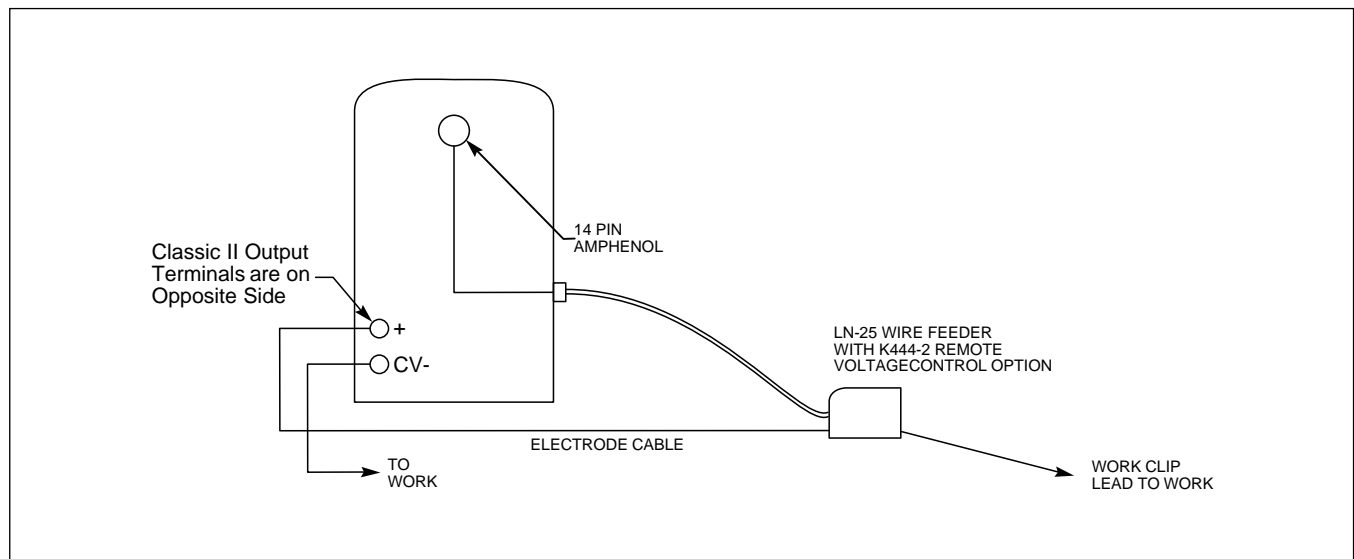 14 PIN
AMPHENOL
Classic II Output
Terminals are on
Opposite Side
+
CV-
LN-25 WIRE FEEDER
WITH K444-2 REMOTE
VOLTAGECONTROL OPTION
ELECTRODE CABLE
TO
WORK
WORK CLIP
LEAD TO WORK